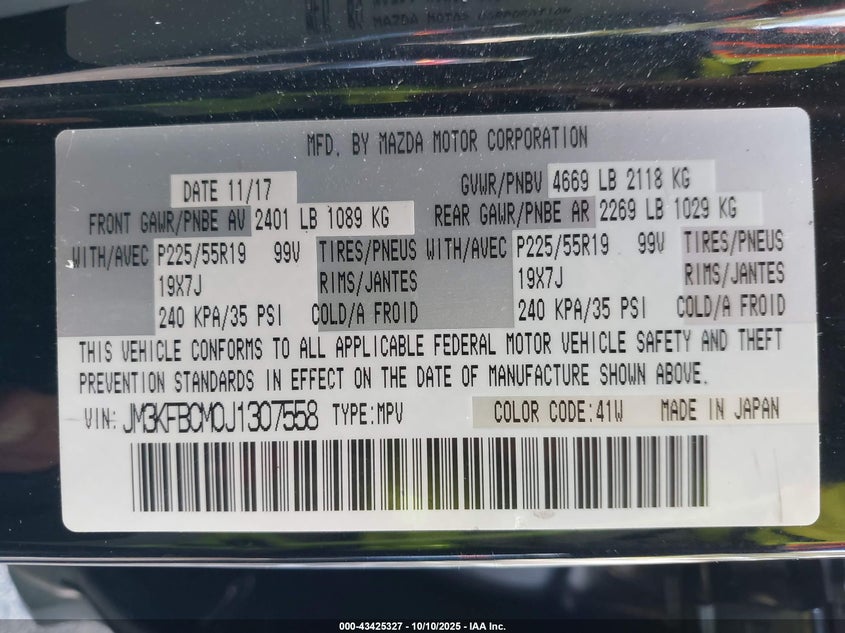 MAZDA MOTOR CORPORATION
MFD. BY MAZDA MOTOR CORPORATION
DATE 11/17 GVWR/PNBV 4669 LB 2118 KG
FRONT GAWR/PNBE AV 2401 LB 1089 KG REAR GAWR/PNBE AR 2269 LB 1029 KG
WITH/AVEC P225/55R19 99V TIRES/PNEUS WITH/AVEC P225/55R19 99V TIRES/PNEUS
19X7J RIMS/JANTES 19X7J RIMS/JANTES
240 KPA/35 PSI COLD/A FROID 240 KPA/35 PSI COLD/A FROID
THIS VEHICLE CONFORMS TO ALL APPLICABLE FEDERAL MOTOR VEHICLE SAFETY AND THEFT
PREVENTION STANDARDS IN EFFECT ON THE DATE OF MANUFACTURE SHOWN ABOVE.
VIN: JM3KFBCM0J1307558 TYPE:MPV COLOR CODE:41W MADE IN JAPAN
000-43425327 - 10/10/2025 - IAA Inc.